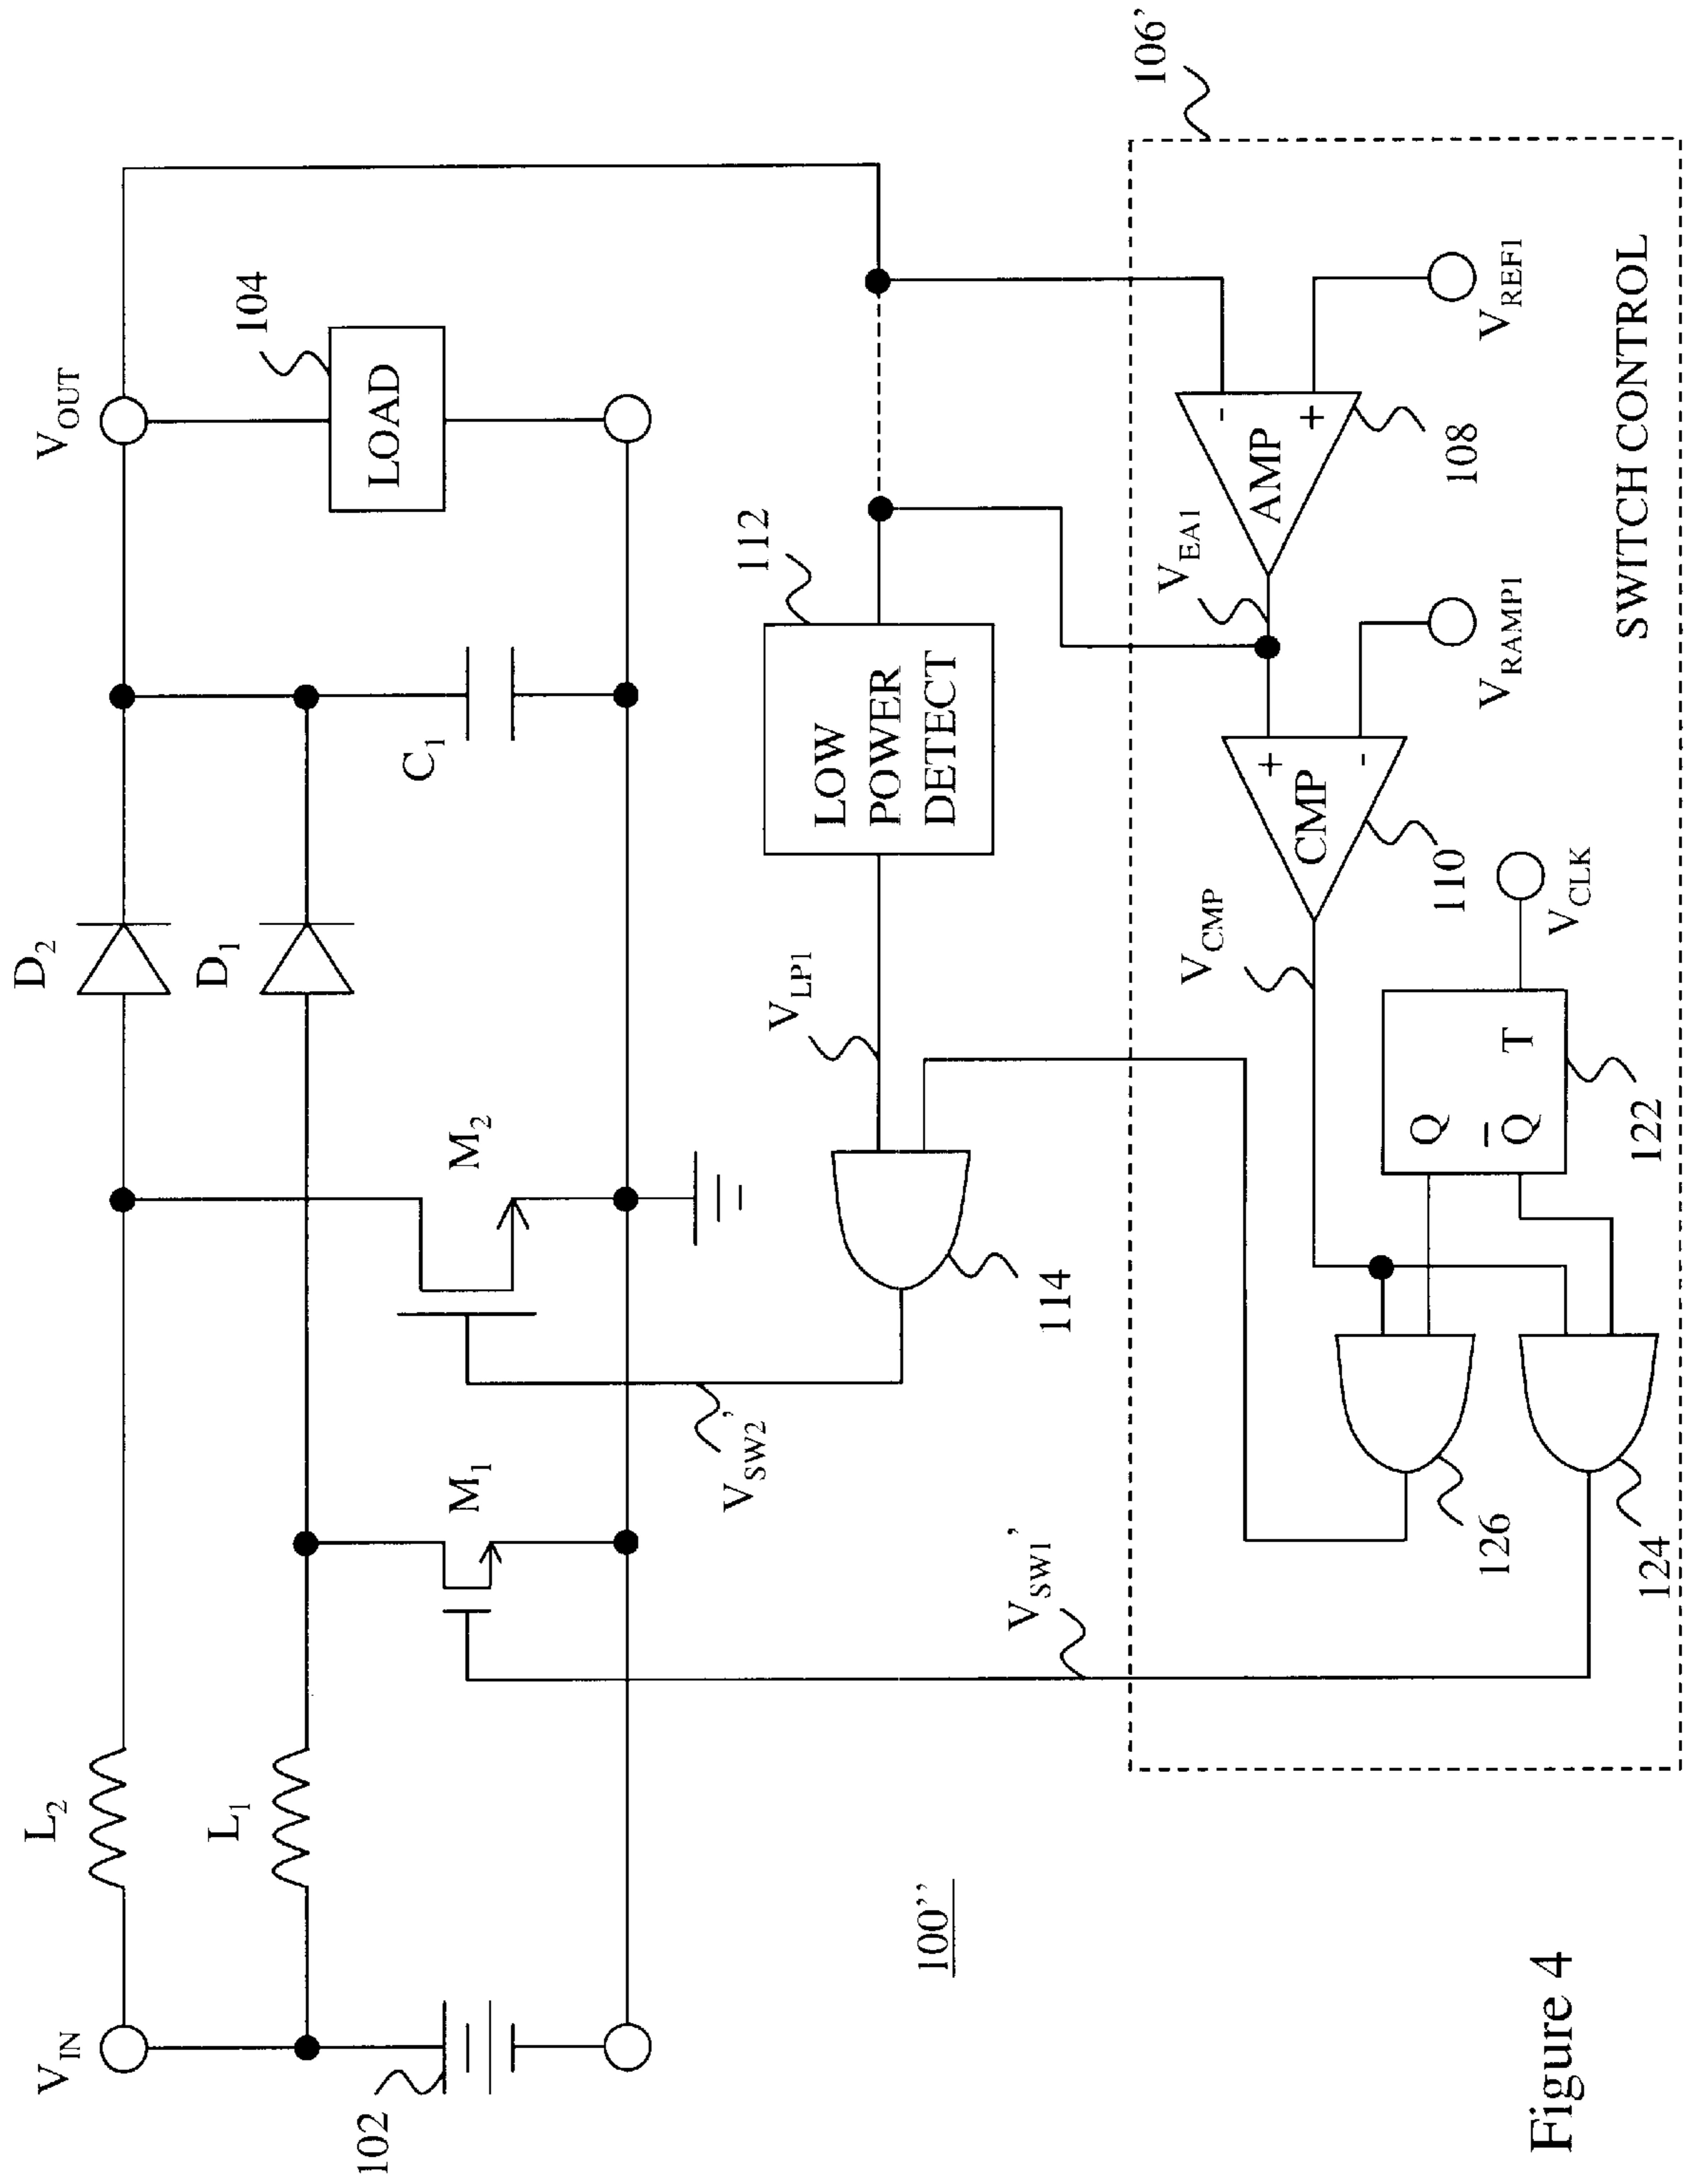 V_IN
L_2
D_2
V_OUT
L_1
D_1
104
LOAD
102
M_1
M_2
C_1
V_SW2'
V_LP1
112
LOW
POWER
DETECT
114
100''
V_SW1'
106'
V_CMP
V_EA1
CMP
+
-
AMP
-
+
110
108
126
Q
Q̅
T
V_CLK
V_RAMP1
V_REF1
124
122
SWITCH CONTROL
Figure 4